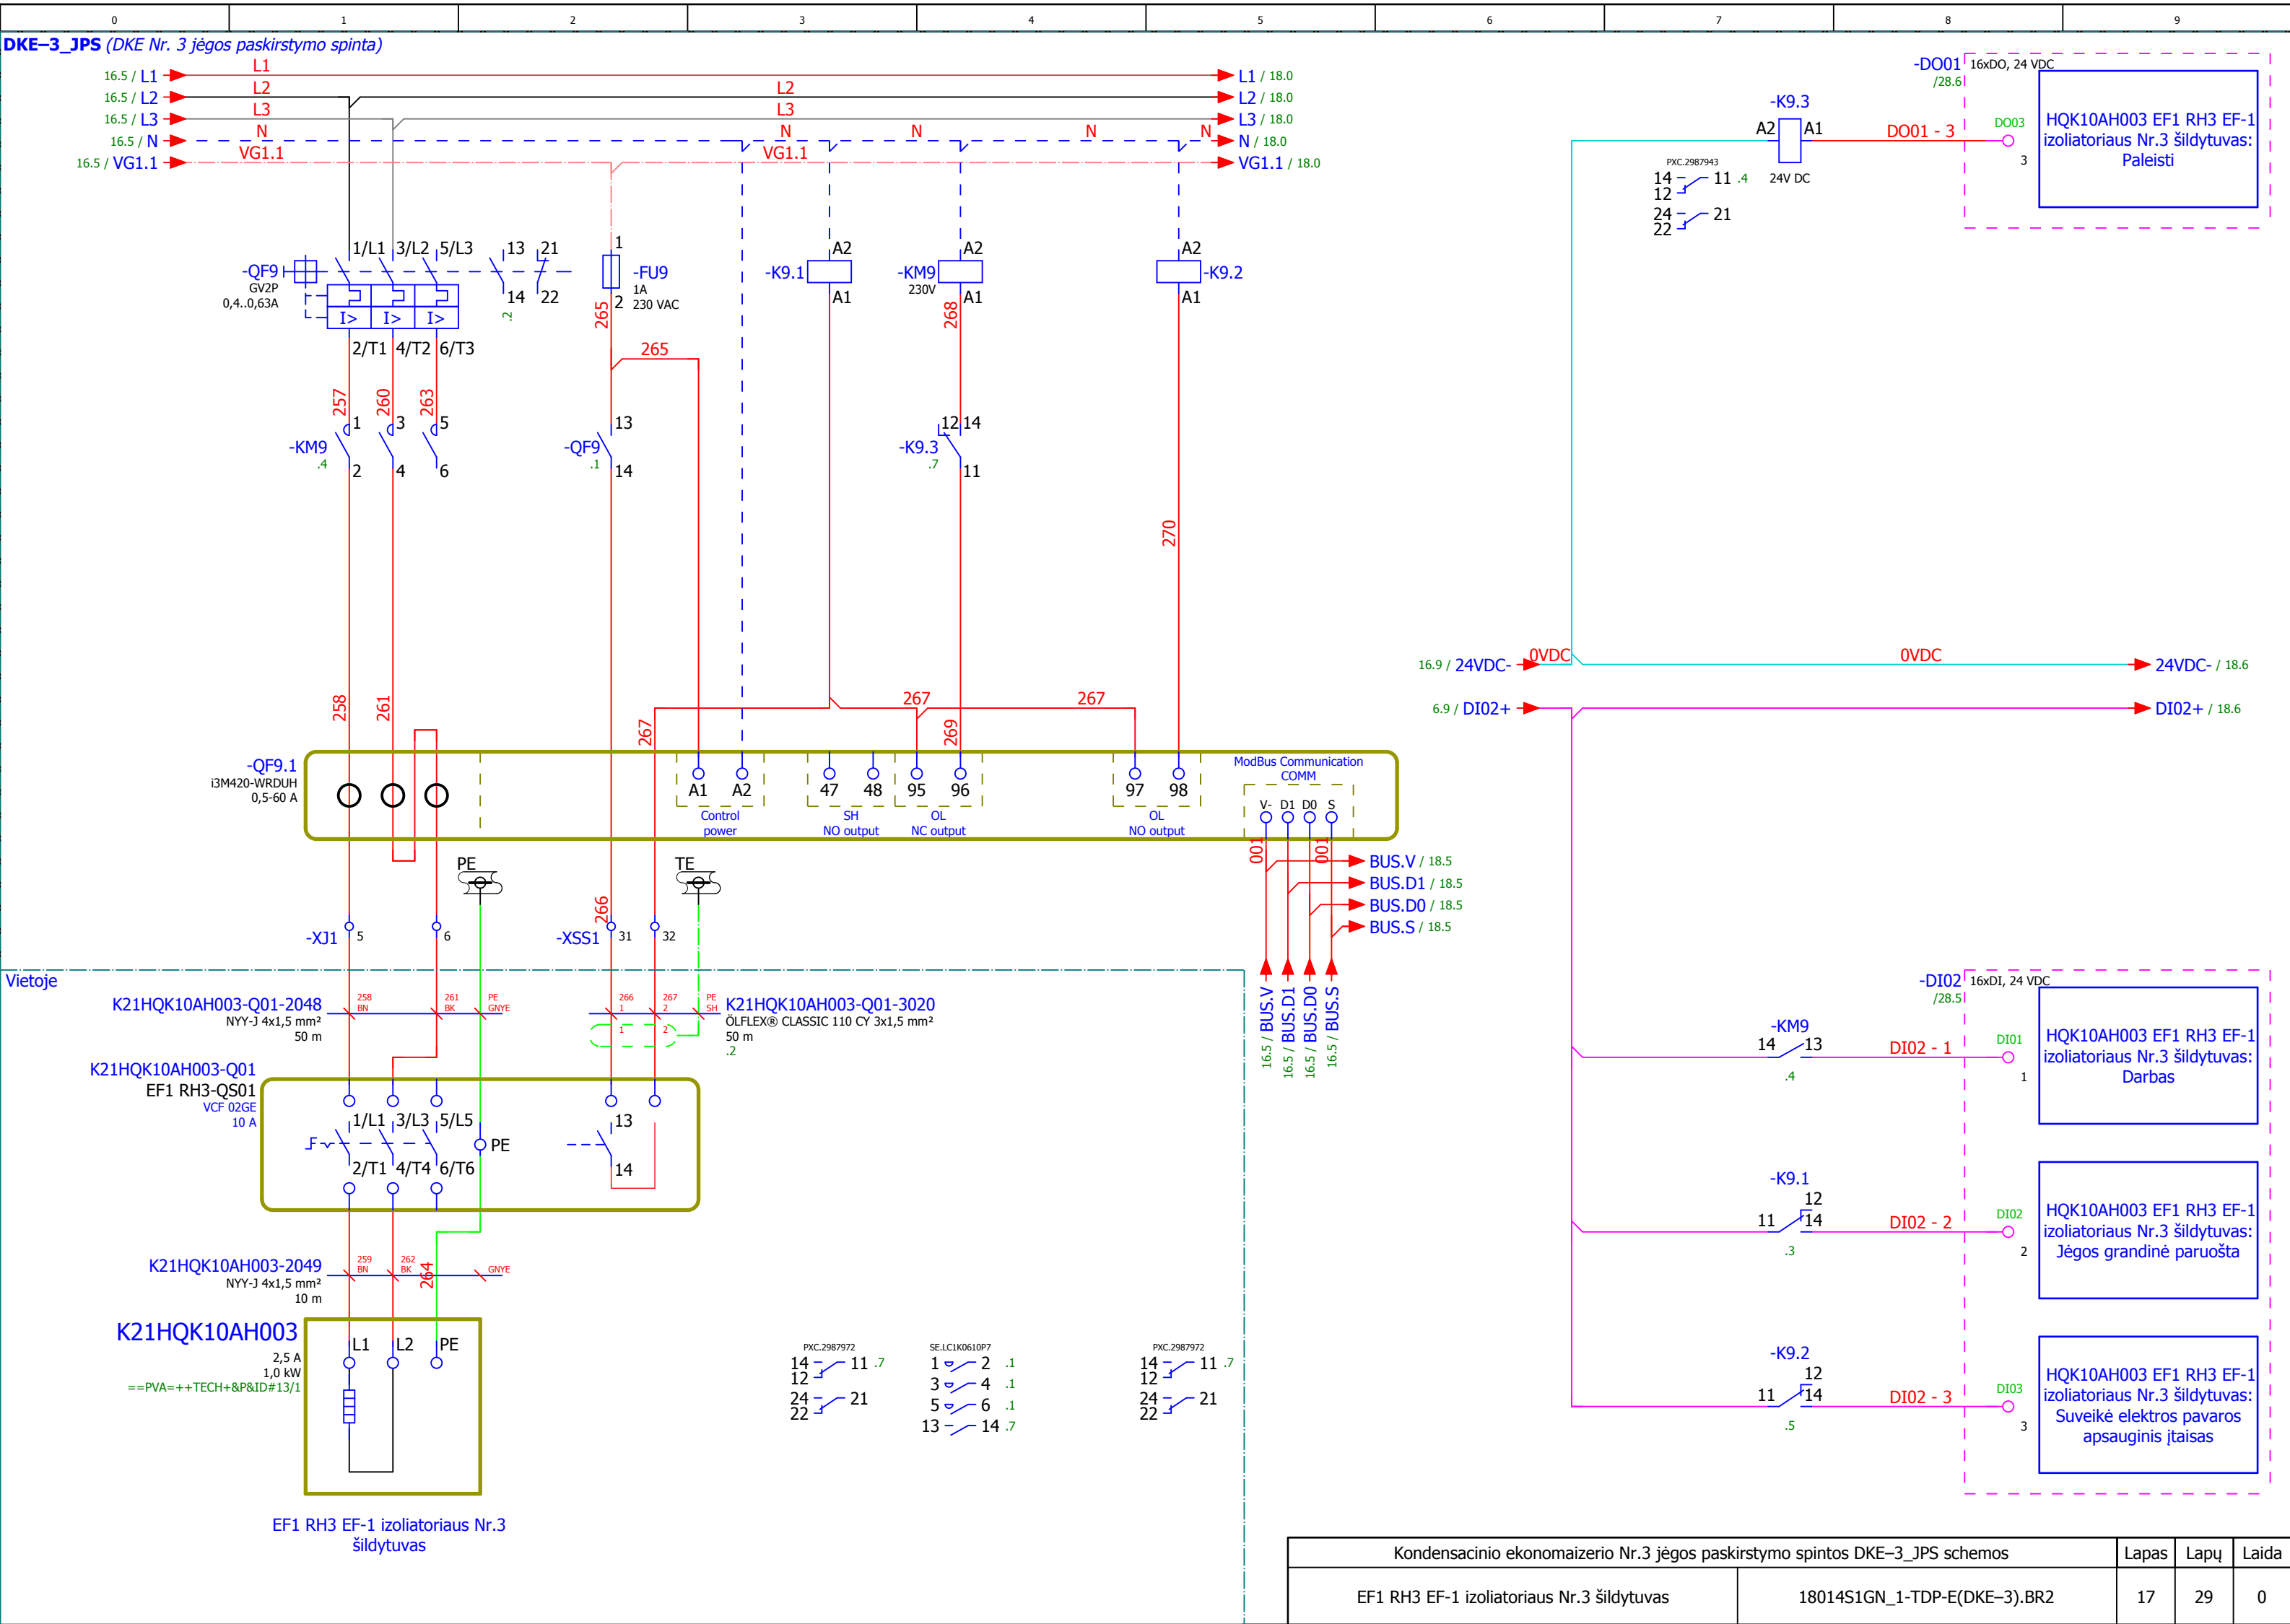 0 1 2 3 4 5 6 7 8 9
DKE–3_JPS (DKE Nr. 3 jėgos paskirstymo spinta)
16.5 / L1 L1 L1 / 18.0
16.5 / L2 L2 L2 L2 / 18.0
16.5 / L3 L3 L3 L3 / 18.0
16.5 / N N N N N N N / 18.0
16.5 / VG1.1 VG1.1 VG1.1 VG1.1 / 18.0
-QF9
GV2P
0,4..0,63A
1/L1 3/L2 5/L3
13 21
14 22
.2
I> I> I>
2/T1 4/T2 6/T3
1
-FU9
1A
2 230 VAC
265
265
-K9.1
A2
A1
-KM9
230V
A2
A1
268
-K9.2
A2
A1
257 260 263
-KM9
.4
1 3 5
2 4 6
-QF9
.1
13
14
-K9.3
.7
12 14
11
270
258 261
267
267 267
269
-QF9.1
i3M420-WRDUH
0,5-60 A
A1 A2
Control
power
47 48
SH
NO output
95 96
OL
NC output
97 98
OL
NO output
ModBus Communication
COMM
V- D1 D0 S
001 001
BUS.V / 18.5
BUS.D1 / 18.5
BUS.D0 / 18.5
BUS.S / 18.5
16.5 / BUS.V
16.5 / BUS.D1
16.5 / BUS.D0
16.5 / BUS.S
PE
TE
266
-XJ1 5 6
-XSS1 31 32
Vietoje
K21HQK10AH003-Q01-2048
NYY-J 4x1,5 mm²
50 m
258 BN
261 BK
PE GNYE
266 1
267 2
PE SH
1 2
K21HQK10AH003-Q01-3020
ÖLFLEX® CLASSIC 110 CY 3x1,5 mm²
50 m
.2
K21HQK10AH003-Q01
EF1 RH3-QS01
VCF 02GE
10 A
1/L1 3/L3 5/L5
2/T1 4/T4 6/T6
PE
13
14
K21HQK10AH003-2049
NYY-J 4x1,5 mm²
10 m
259 BN
262 BK
264
GNYE
K21HQK10AH003
2,5 A
1,0 kW
==PVA=++TECH+&P&ID#13/1
L1 L2 PE
EF1 RH3 EF-1 izoliatoriaus Nr.3
šildytuvas
PXC.2987972
14 11 .7
12
24 21
22
SE.LC1K0610P7
1 2 .1
3 4 .1
5 6 .1
13 14 .7
PXC.2987972
14 11 .7
12
24 21
22
-K9.3
A2 A1
24V DC
PXC.2987943
14 11 .4
12
24 21
22
DO01 - 3
-DO01
/28.6
16xDO, 24 VDC
DO03
3
HQK10AH003 EF1 RH3 EF-1
izoliatoriaus Nr.3 šildytuvas:
Paleisti
16.9 / 24VDC- 0VDC 0VDC 24VDC- / 18.6
6.9 / DI02+ DI02+ / 18.6
-DI02
/28.5
16xDI, 24 VDC
-KM9
14 13
.4
DI02 - 1
DI01
1
HQK10AH003 EF1 RH3 EF-1
izoliatoriaus Nr.3 šildytuvas:
Darbas
-K9.1
12
11 14
.3
DI02 - 2
DI02
2
HQK10AH003 EF1 RH3 EF-1
izoliatoriaus Nr.3 šildytuvas:
Jėgos grandinė paruošta
-K9.2
12
11 14
.5
DI02 - 3
DI03
3
HQK10AH003 EF1 RH3 EF-1
izoliatoriaus Nr.3 šildytuvas:
Suveikė elektros pavaros
apsauginis įtaisas
Kondensacinio ekonomaizerio Nr.3 jėgos paskirstymo spintos DKE–3_JPS schemos Lapas Lapų Laida
EF1 RH3 EF-1 izoliatoriaus Nr.3 šildytuvas 18014S1GN_1-TDP-E(DKE–3).BR2 17 29 0